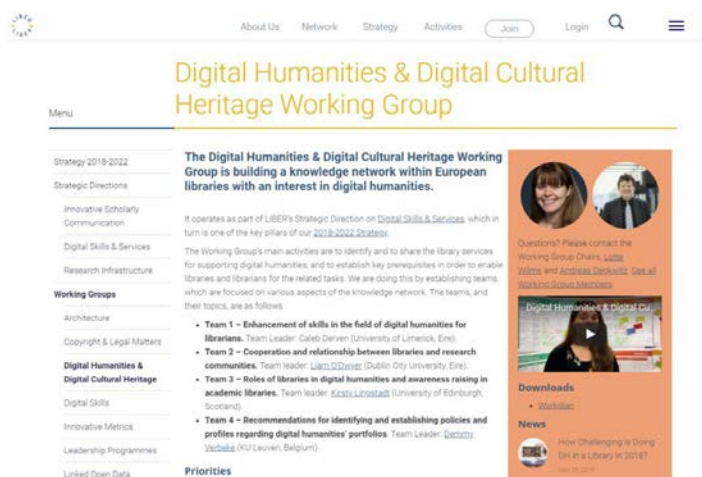 LIBER
About Us Network Strategy Activities Join Login
Digital Humanities & Digital Cultural
Heritage Working Group
Menu
Strategy 2018-2022
Strategic Directions
Innovative Scholarly
Communication
Digital Skills & Services
Research Infrastructure
Working Groups
Architecture
Copyright & Legal Matters
Digital Humanities &
Digital Cultural Heritage
Digital Skills
Innovative Metrics
Leadership Programmes
Linked Open Data
The Digital Humanities & Digital Cultural Heritage Working
Group is building a knowledge network within European
libraries with an interest in digital humanities.
It operates as part of LIBER's Strategic Direction on Digital Skills & Services, which in
turn is one of the key pillars of our 2018-2022 Strategy.
The Working Group's main activities are to identify and to share the library services
for supporting digital humanities, and to establish key prerequisites in order to enable
libraries and librarians for the related tasks. We are doing this by establishing teams,
which are focused on various aspects of the knowledge network. The teams, and
their topics, are as follows:
• Team 1 – Enhancement of skills in the field of digital humanities for
librarians. Team Leader: Caleb Derven (University of Limerick, Eire).
• Team 2 – Cooperation and relationship between libraries and research
communities. Team leader: Liam O'Dwyer (Dublin City University, Eire).
• Team 3 – Roles of libraries in digital humanities and awareness raising in
academic libraries. Team leader: Kirsty Lingstadt (University of Edinburgh,
Scotland).
• Team 4 – Recommendations for identifying and establishing policies and
profiles regarding digital humanities' portfolios. Team Leader: Demmy
Verbeke (KU Leuven, Belgium).
Priorities
Questions? Please contact the
Working Group Chairs, Lotte
Wilms and Andreas Degkwitz. See all
Working Group Members.
Digital Humanities & Digital Cu...
Downloads
• Workplan
News
How Challenging is Doing
DH in a Library in 2018?